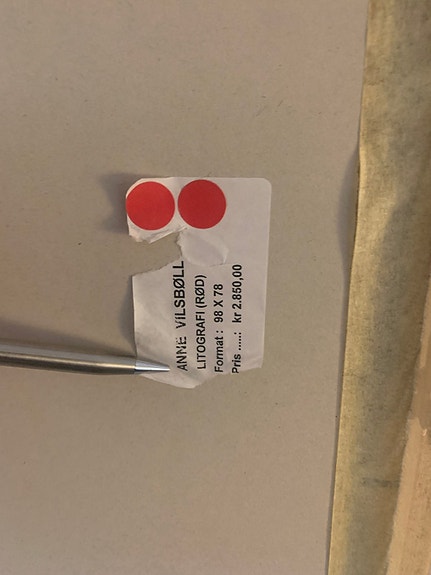 ANNE VILSBØLL
LITOGRAFI (RØD)
Format : 98 X 78
Pris .....: kr 2.850,00